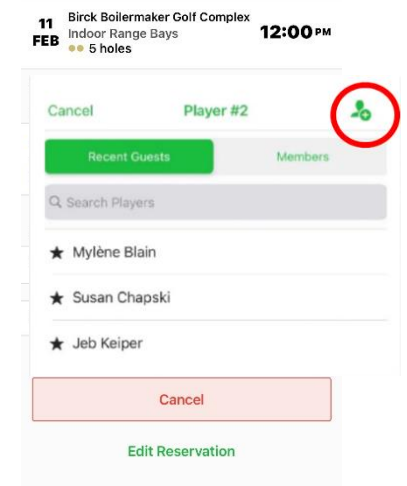 11
FEB
Birck Boilermaker Golf Complex
Indoor Range Bays
5 holes
12:00 PM
Cancel Player #2
Recent Guests Members
Search Players
★ Mylène Blain
★ Susan Chapski
★ Jeb Keiper
Cancel
Edit Reservation